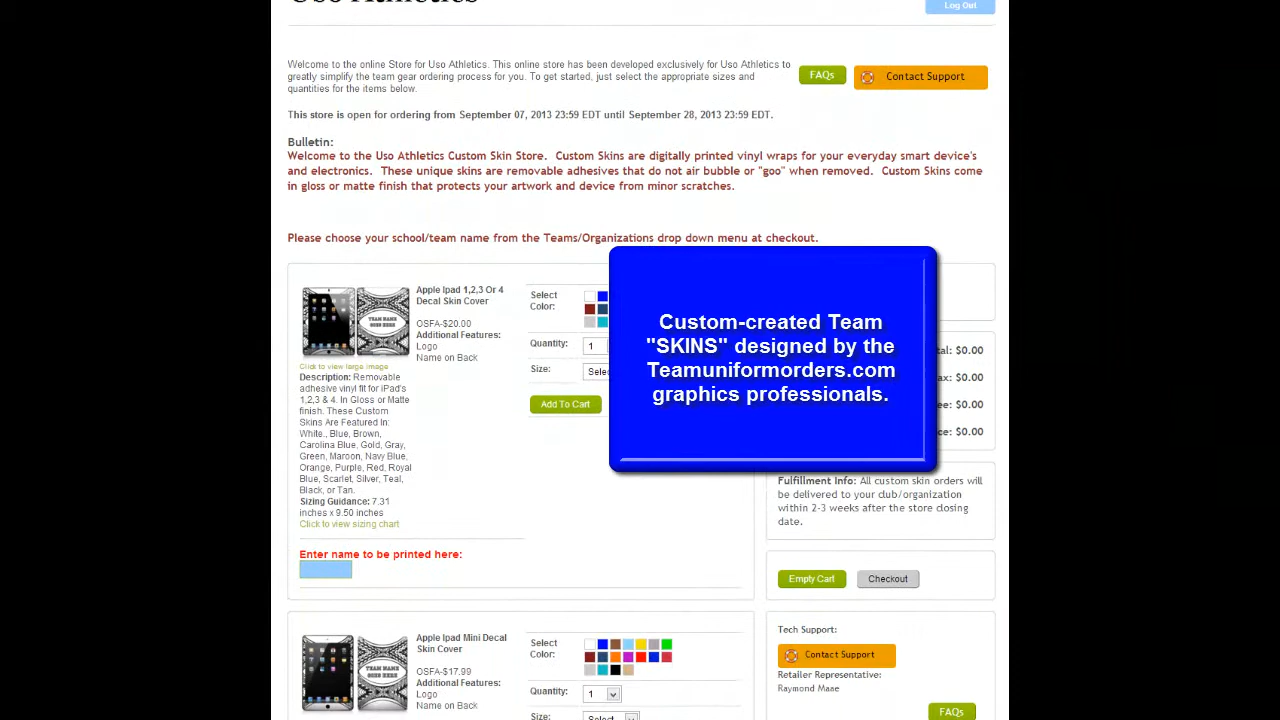 Uso Athletics
Log Out
Welcome to the online Store for Uso Athletics. This online store has been developed exclusively for Uso Athletics to
greatly simplify the team gear ordering process for you. To get started, just select the appropriate sizes and
quantities for the items below.
FAQs
Contact Support
This store is open for ordering from September 07, 2013 23:59 EDT until September 28, 2013 23:59 EDT.
Bulletin:
Welcome to the Uso Athletics Custom Skin Store. Custom Skins are digitally printed vinyl wraps for your everyday smart device's
and electronics. These unique skins are removable adhesives that do not air bubble or "goo" when removed. Custom Skins come
in gloss or matte finish that protects your artwork and device from minor scratches.
Please choose your school/team name from the Teams/Organizations drop down menu at checkout.
TEAM NAME
GOES HERE
Click to view large image
Apple Ipad 1,2,3 Or 4
Decal Skin Cover
OSFA-$20.00
Additional Features:
Logo
Name on Back
Description: Removable
adhesive vinyl fit for iPad's
1,2,3 & 4. In Gloss or Matte
finish. These Custom
Skins Are Featured In:
White., Blue, Brown,
Carolina Blue, Gold, Gray,
Green, Maroon, Navy Blue,
Orange, Purple, Red, Royal
Blue, Scarlet, Silver, Teal,
Black, or Tan.
Sizing Guidance: 7.31
inches x 9.50 inches
Click to view sizing chart
Enter name to be printed here:
Select
Color:
Quantity:
1
Size:
Add To Cart
Custom-created Team
"SKINS" designed by the
Teamuniformorders.com
graphics professionals.
$0.00
$0.00
$0.00
$0.00
Fulfillment Info: All custom skin orders will
be delivered to your club/organization
within 2-3 weeks after the store closing
date.
Empty Cart
Checkout
TEAM NAME
GOES HERE
Apple Ipad Mini Decal
Skin Cover
OSFA-$17.99
Additional Features:
Logo
Name on Back
Select
Color:
Quantity:
1
Size:
Select
Tech Support:
Contact Support
Retailer Representative:
Raymond Maae
FAQs